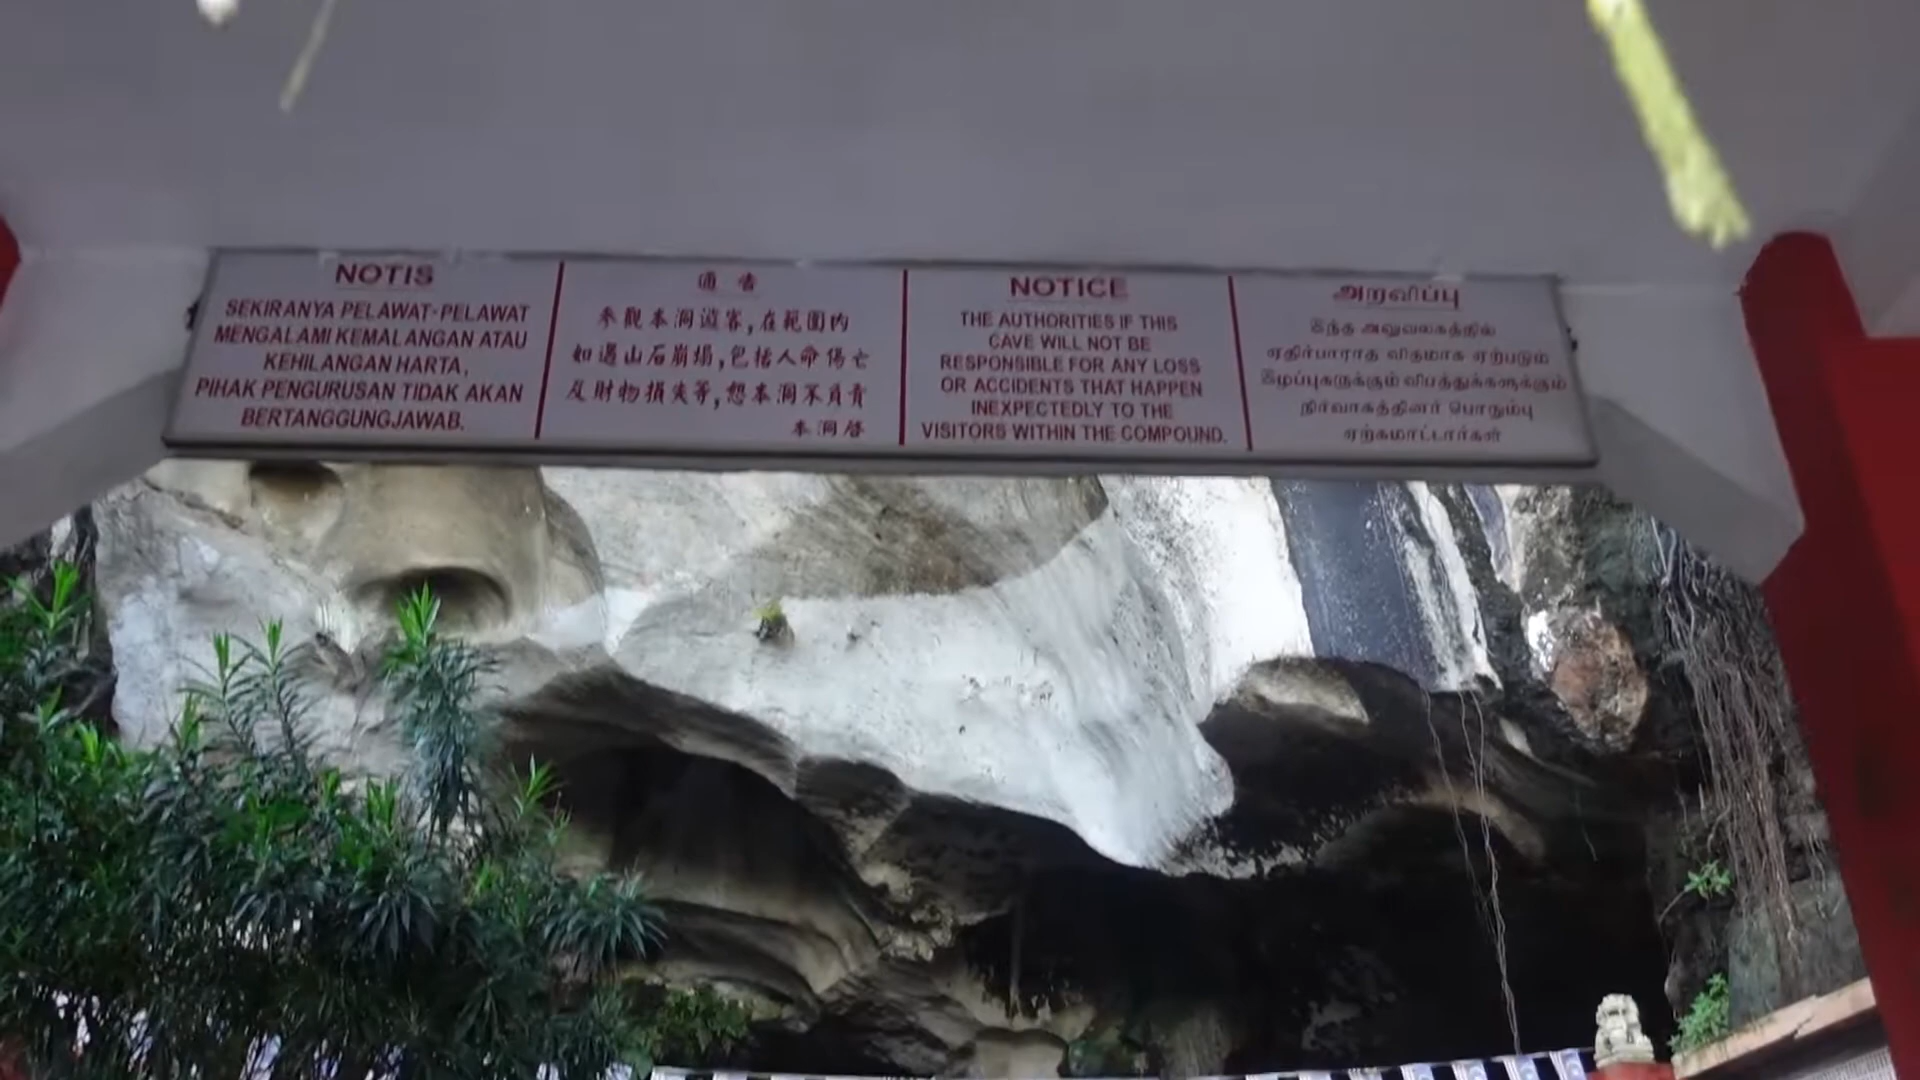 NOTIS
SEKIRANYA PELAWAT-PELAWAT
MENGALAMI KEMALANGAN ATAU
KEHILANGAN HARTA,
PIHAK PENGURUSAN TIDAK AKAN
BERTANGGUNGJAWAB.
通告
參觀本洞遊客,在範圍內
如遇山石崩塌,包括人命傷亡
及財物損失等,恕本洞不負責
本洞啓
NOTICE
THE AUTHORITIES IF THIS
CAVE WILL NOT BE
RESPONSIBLE FOR ANY LOSS
OR ACCIDENTS THAT HAPPEN
INEXPECTEDLY TO THE
VISITORS WITHIN THE COMPOUND.
அறிவிப்பு
இந்த அலுவலகத்தில்
எதிர்பாராத விதமாக ஏற்படும்
இழப்புகளுக்கும் விபத்துக்களுக்கும்
நிர்வாகத்தினர் பொறுப்பு
ஏற்கமாட்டார்கள்